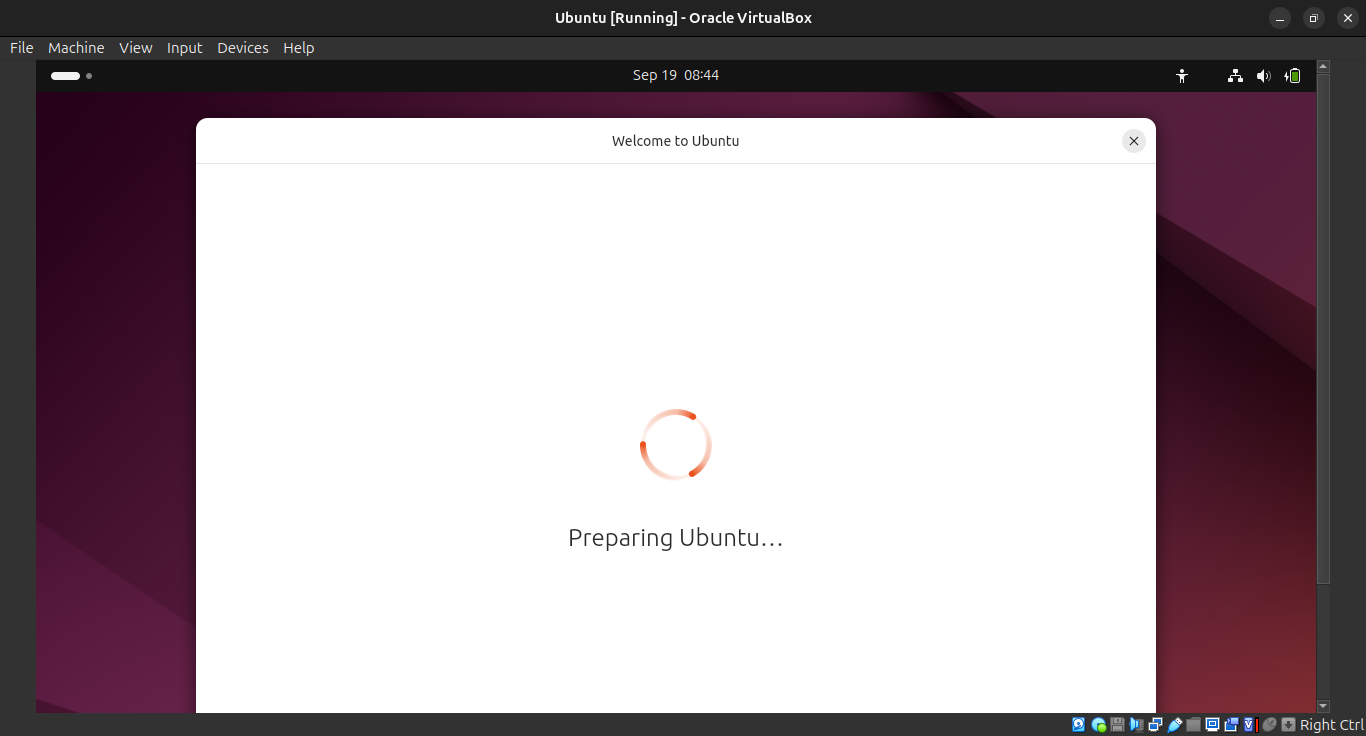 Ubuntu [Running] - Oracle VirtualBox
File Machine View Input Devices Help
Sep 19 08:44
Welcome to Ubuntu
Preparing Ubuntu…
Right Ctrl